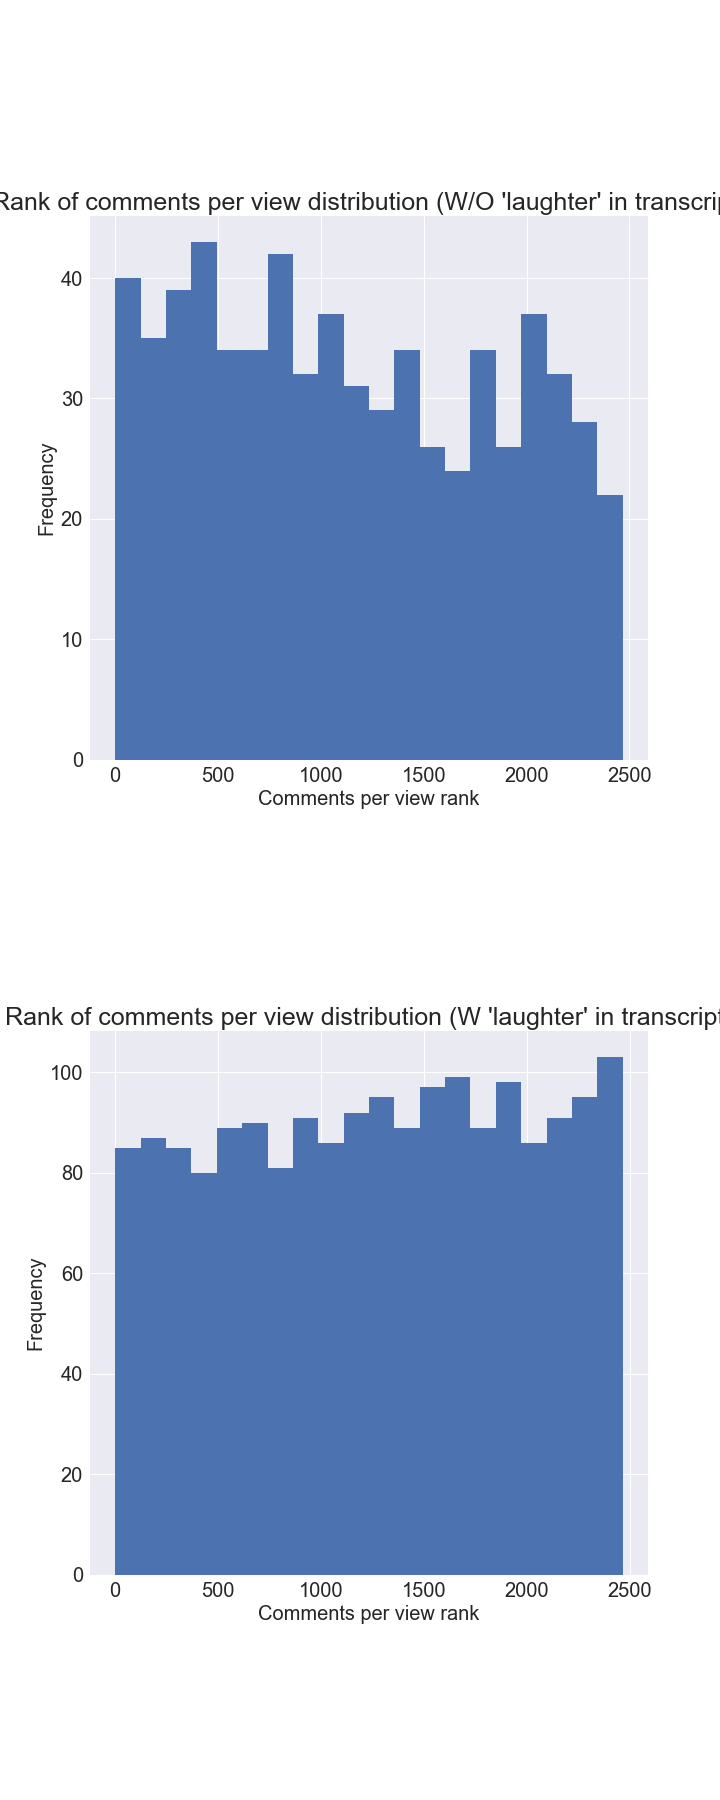 Rank of comments per view distribution (W/O 'laughter' in transcrip
40
30
20
10
0
Frequency
0 500 1000 1500 2000 2500
Comments per view rank
Rank of comments per view distribution (W 'laughter' in transcript
100
80
60
40
20
0
Frequency
0 500 1000 1500 2000 2500
Comments per view rank